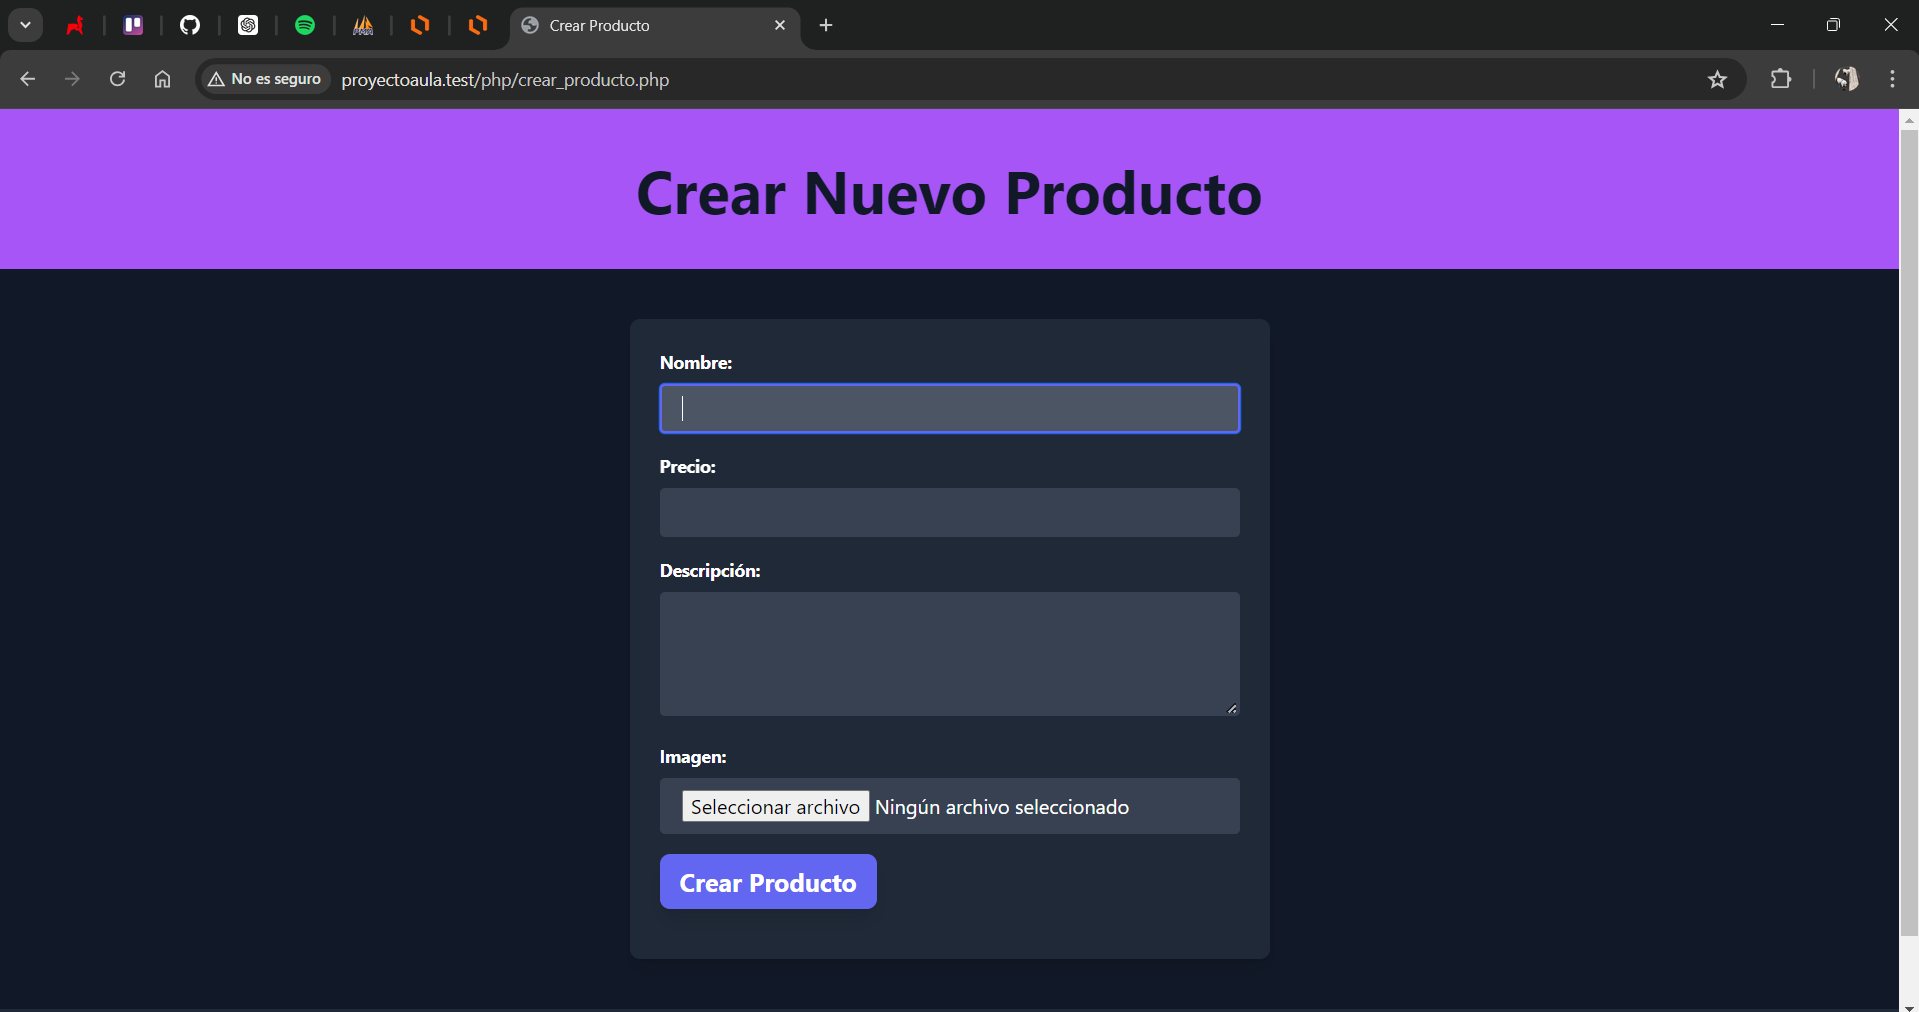 Crear Producto
No es seguro
proyectoaula.test/php/crear_producto.php
Crear Nuevo Producto
Nombre:
Precio:
Descripción:
Imagen:
Seleccionar archivo Ningún archivo seleccionado
Crear Producto